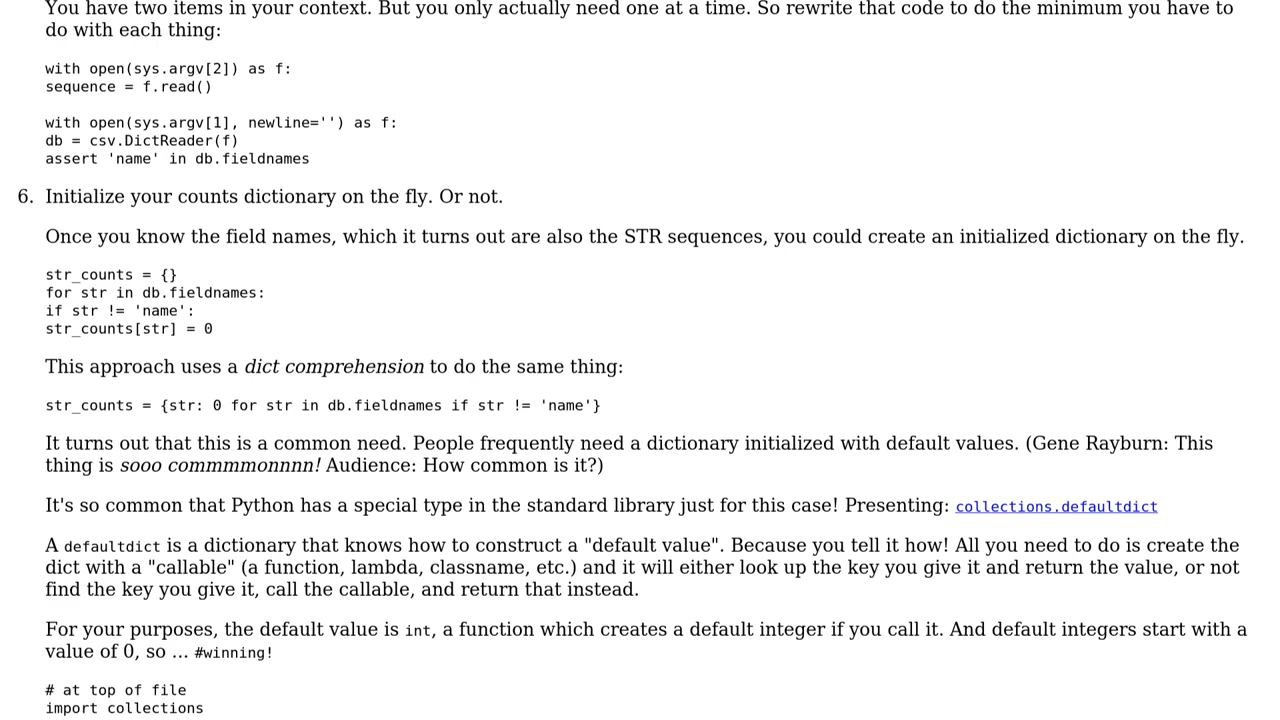 You have two items in your context. But you only actually need one at a time. So rewrite that code to do the minimum you have to
do with each thing:
with open(sys.argv[2]) as f:
sequence = f.read()
with open(sys.argv[1], newline='') as f:
db = csv.DictReader(f)
assert 'name' in db.fieldnames
6. Initialize your counts dictionary on the fly. Or not.
Once you know the field names, which it turns out are also the STR sequences, you could create an initialized dictionary on the fly.
str_counts = {}
for str in db.fieldnames:
if str != 'name':
str_counts[str] = 0
This approach uses a dict comprehension to do the same thing:
str_counts = {str: 0 for str in db.fieldnames if str != 'name'}
It turns out that this is a common need. People frequently need a dictionary initialized with default values. (Gene Rayburn: This
thing is sooo commmmonnnn! Audience: How common is it?)
It's so common that Python has a special type in the standard library just for this case! Presenting: collections.defaultdict
A defaultdict is a dictionary that knows how to construct a "default value". Because you tell it how! All you need to do is create the
dict with a "callable" (a function, lambda, classname, etc.) and it will either look up the key you give it and return the value, or not
find the key you give it, call the callable, and return that instead.
For your purposes, the default value is int, a function which creates a default integer if you call it. And default integers start with a
value of 0, so ... #winning!
# at top of file
import collections